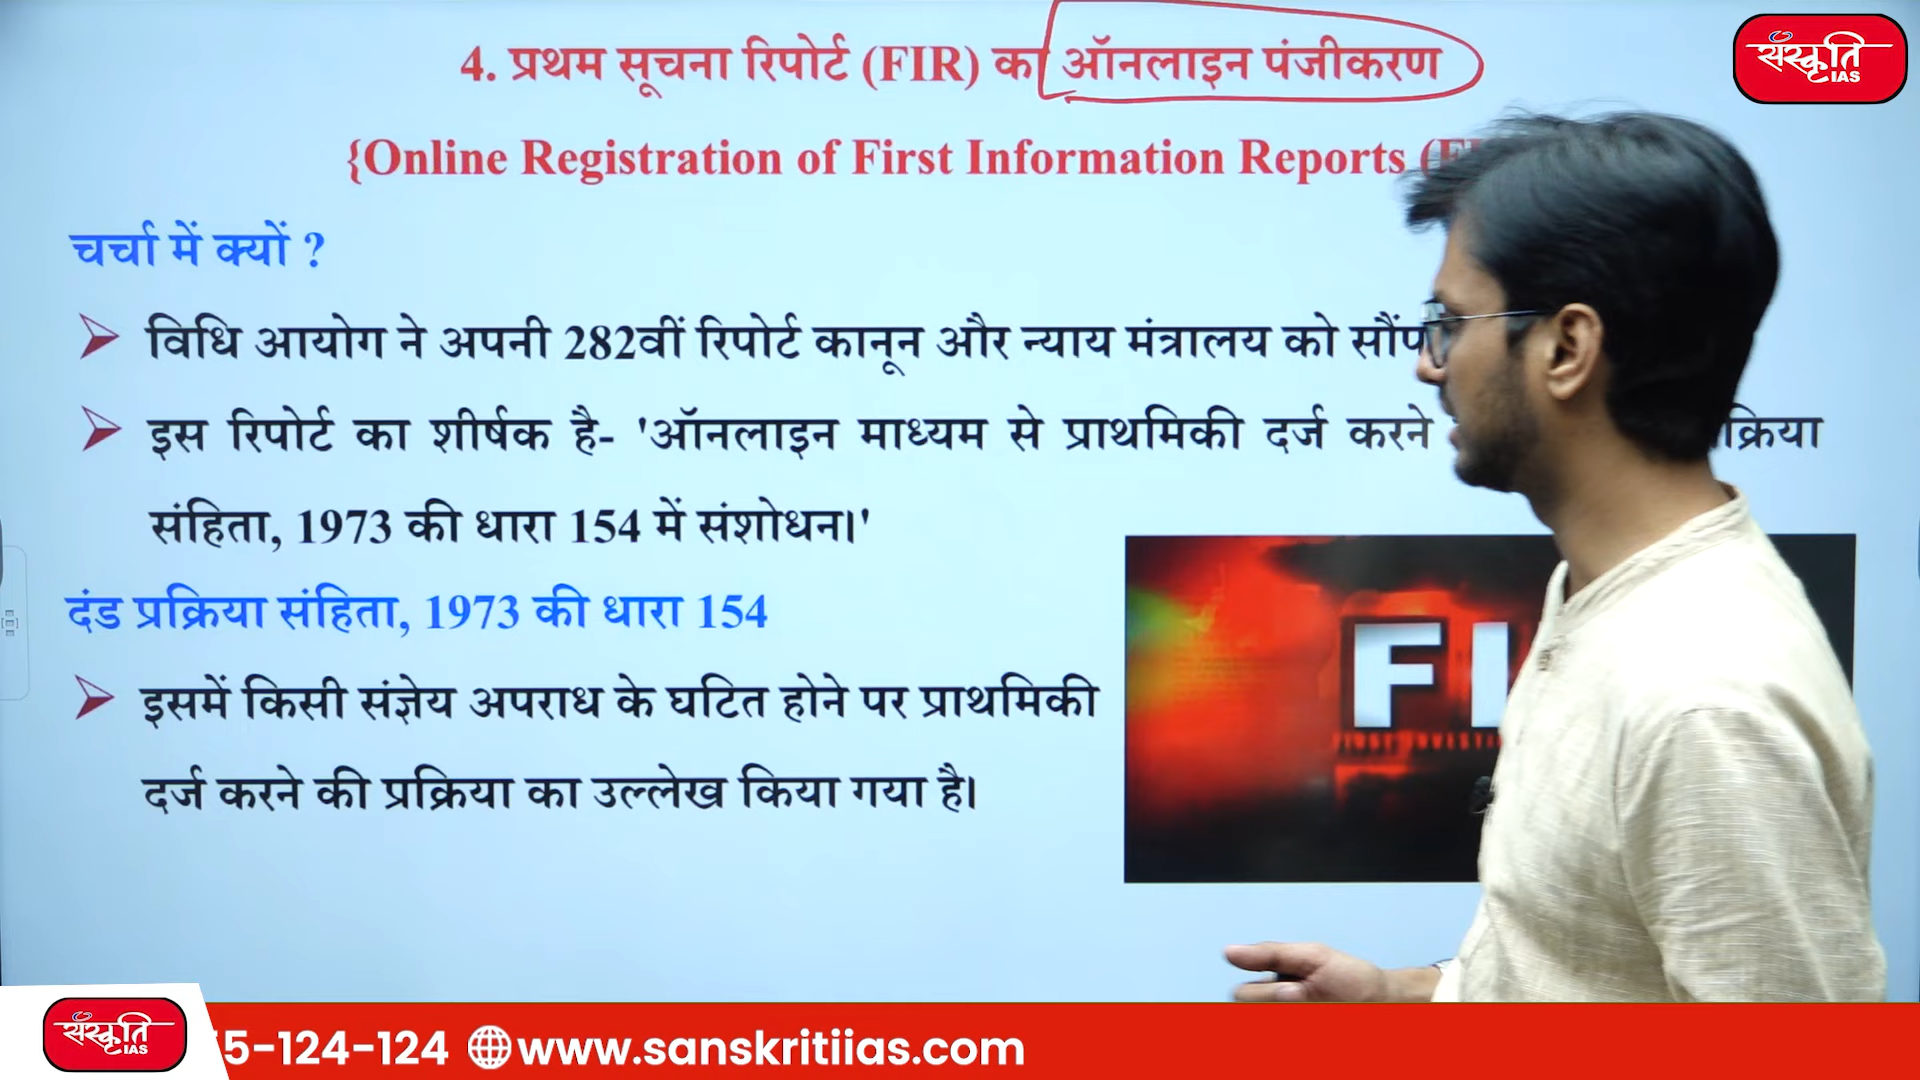 4. प्रथम सूचना रिपोर्ट (FIR) का ऑनलाइन पंजीकरण
संस्कृति
IAS
{Online Registration of First Information Reports
चर्चा में क्यों ?
विधि आयोग ने अपनी 282वीं रिपोर्ट कानून और न्याय मंत्रालय को सौंप
इस रिपोर्ट का शीर्षक है- 'ऑनलाइन माध्यम से प्राथमिकी दर्ज करने
संहिता, 1973 की धारा 154 में संशोधन।'
दंड प्रक्रिया संहिता, 1973 की धारा 154
इसमें किसी संज्ञेय अपराध के घटित होने पर प्राथमिकी
दर्ज करने की प्रक्रिया का उल्लेख किया गया है।
FI
FIRST
संस्कृति
IAS
5-124-124 www.sanskritiias.com